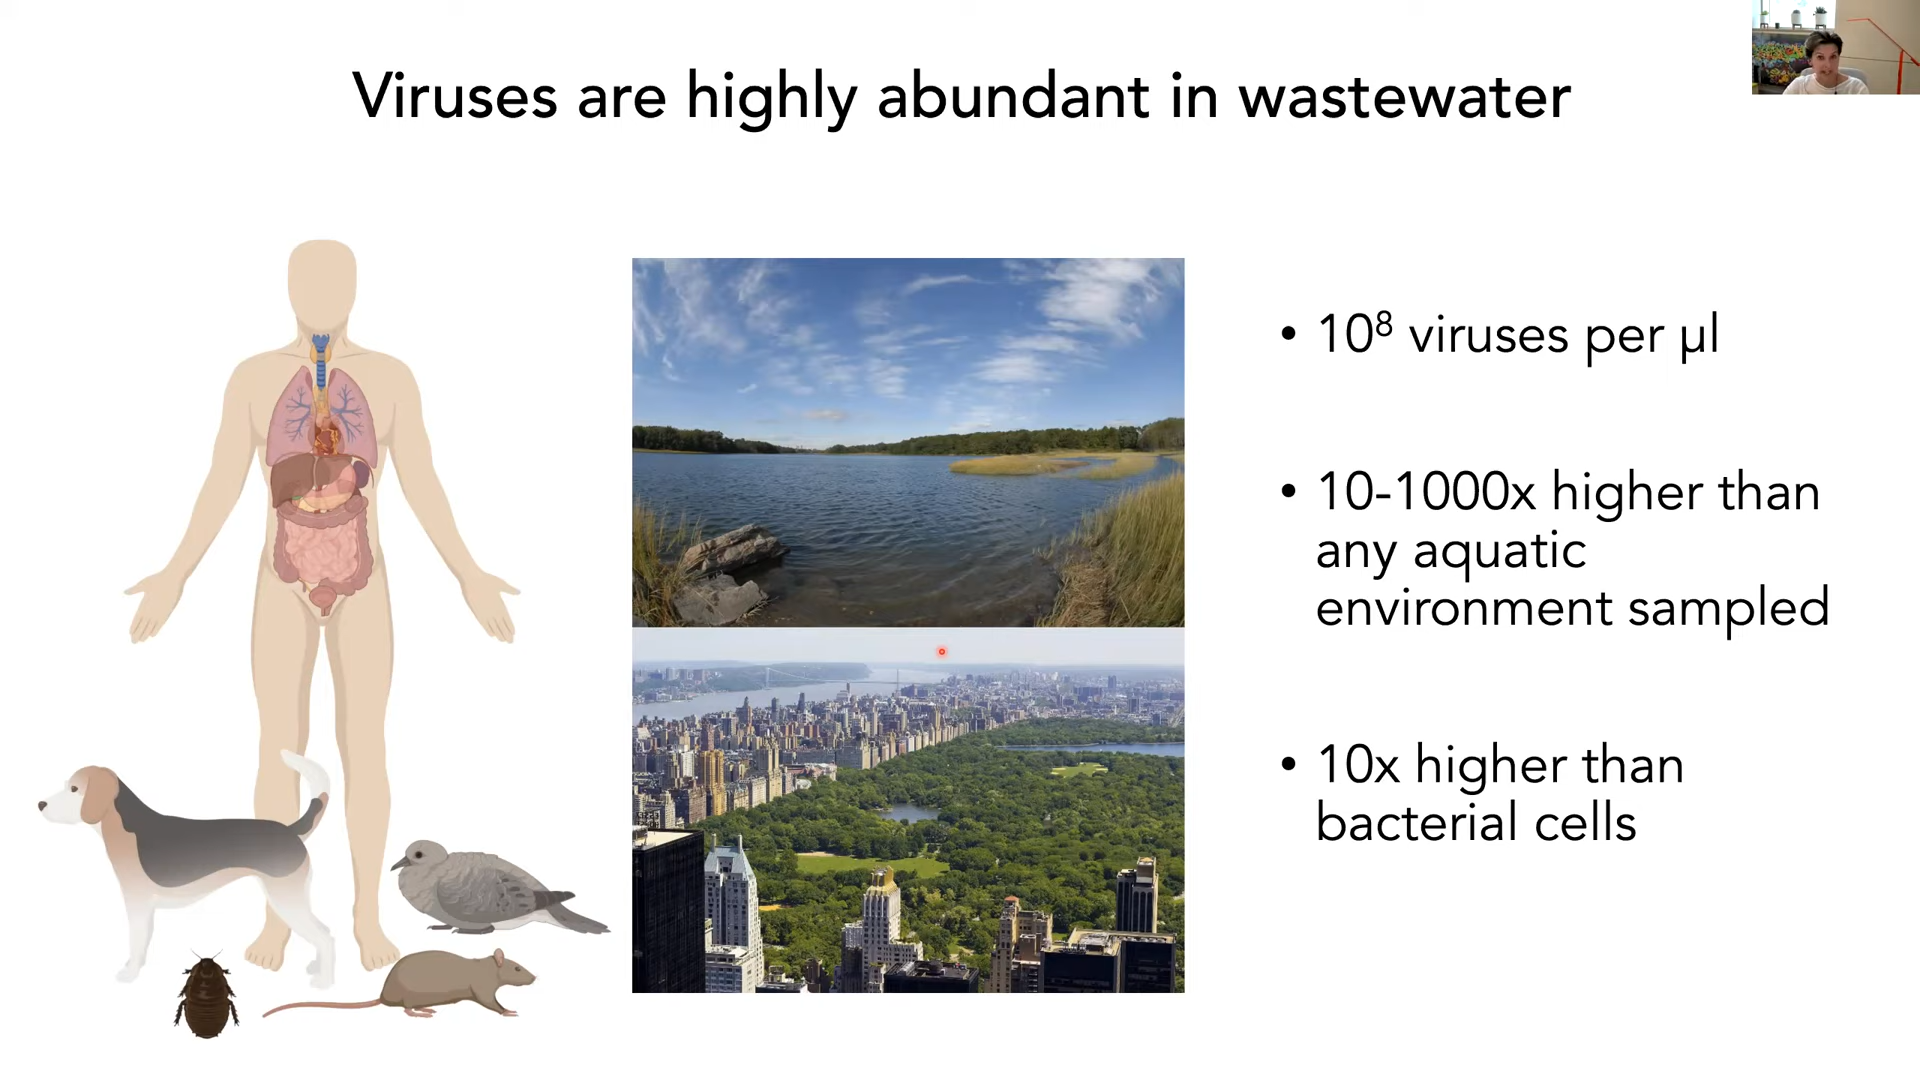 Viruses are highly abundant in wastewater
• 10⁸ viruses per µl
• 10-1000x higher than
any aquatic
environment sampled
• 10x higher than
bacterial cells